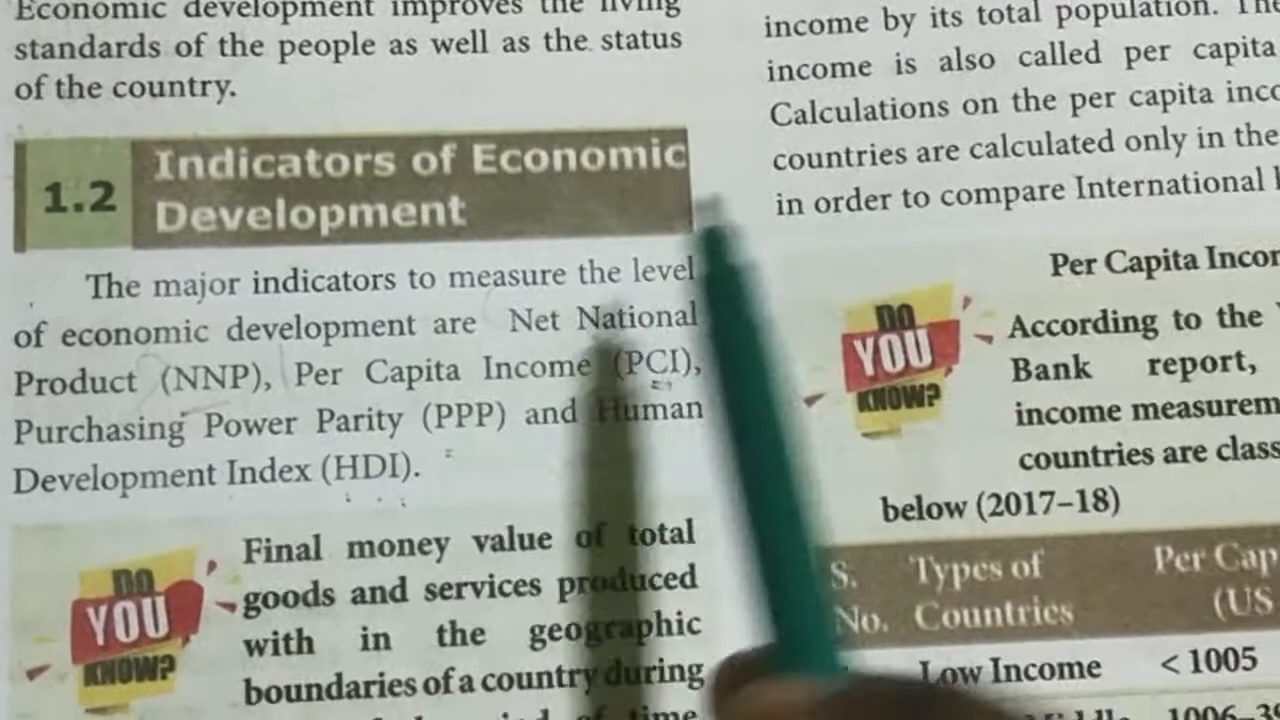 Economic development improves the living
standards of the people as well as the status
of the country.
1.2
Indicators of Economic
Development
The major indicators to measure the level
of economic development are Net National
Product (NNP), Per Capita Income (PCI),
Purchasing Power Parity (PPP) and Human
Development Index (HDI).
DO
YOU
KNOW?
Final money value of total
goods and services produced
with in the geographic
boundaries of a country during
of time
income by its total population. The
income is also called per capita
Calculations on the per capita
countries are calculated only in the
in order to compare International
Per Capita
DO
YOU
KNOW?
According to the
Bank report,
income
countries are
below (2017–18)
S.
No.
Types of
Countries
Per
(US
Low Income
< 1005